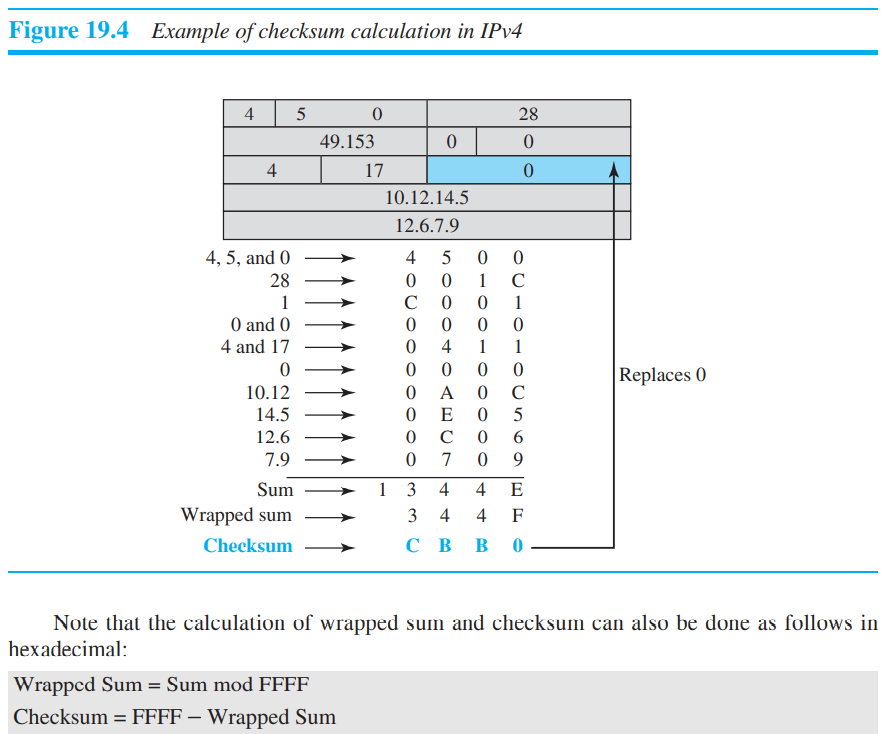 Figure 19.4 Example of checksum calculation in IPv4
4 5 0 28
49.153 0 0
4 17 0
10.12.14.5
12.6.7.9
4, 5, and 0 4 5 0 0
28 0 0 1 C
1 C 0 0 1
0 and 0 0 0 0 0
4 and 17 0 4 1 1
0 0 0 0 0
Replaces 0
10.12 0 A 0 C
14.5 0 E 0 5
12.6 0 C 0 6
7.9 0 7 0 9
Sum 1 3 4 4 E
Wrapped sum 3 4 4 F
Checksum C B B 0
Note that the calculation of wrapped sum and checksum can also be done as follows in
hexadecimal:
Wrapped Sum = Sum mod FFFF
Checksum = FFFF − Wrapped Sum